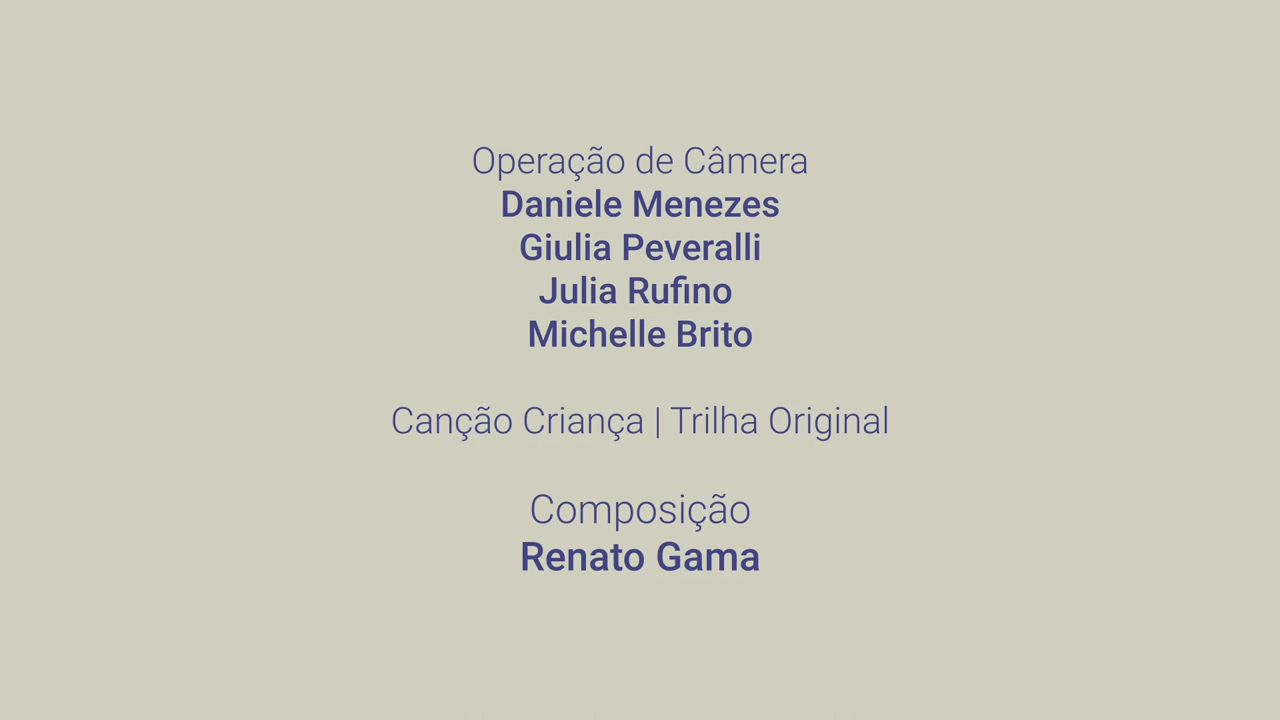 Operação de Câmera
Daniele Menezes
Giulia Peveralli
Julia Rufino
Michelle Brito
Canção Criança | Trilha Original
Composição
Renato Gama